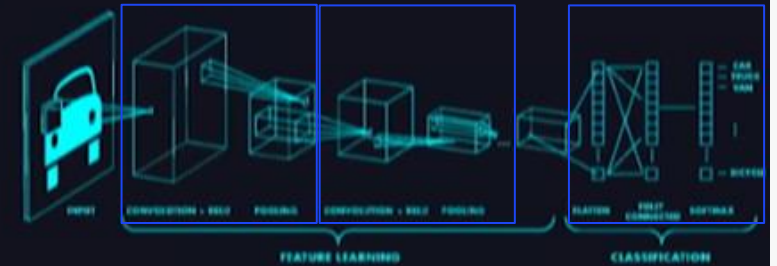 CAR
TRUCK
VAN
BICYCLE
INPUT
CONVOLUTION + RELU
POOLING
CONVOLUTION + RELU
POOLING
...
FLATTEN
FULLY
CONNECTED
SOFTMAX
FEATURE LEARNING
CLASSIFICATION